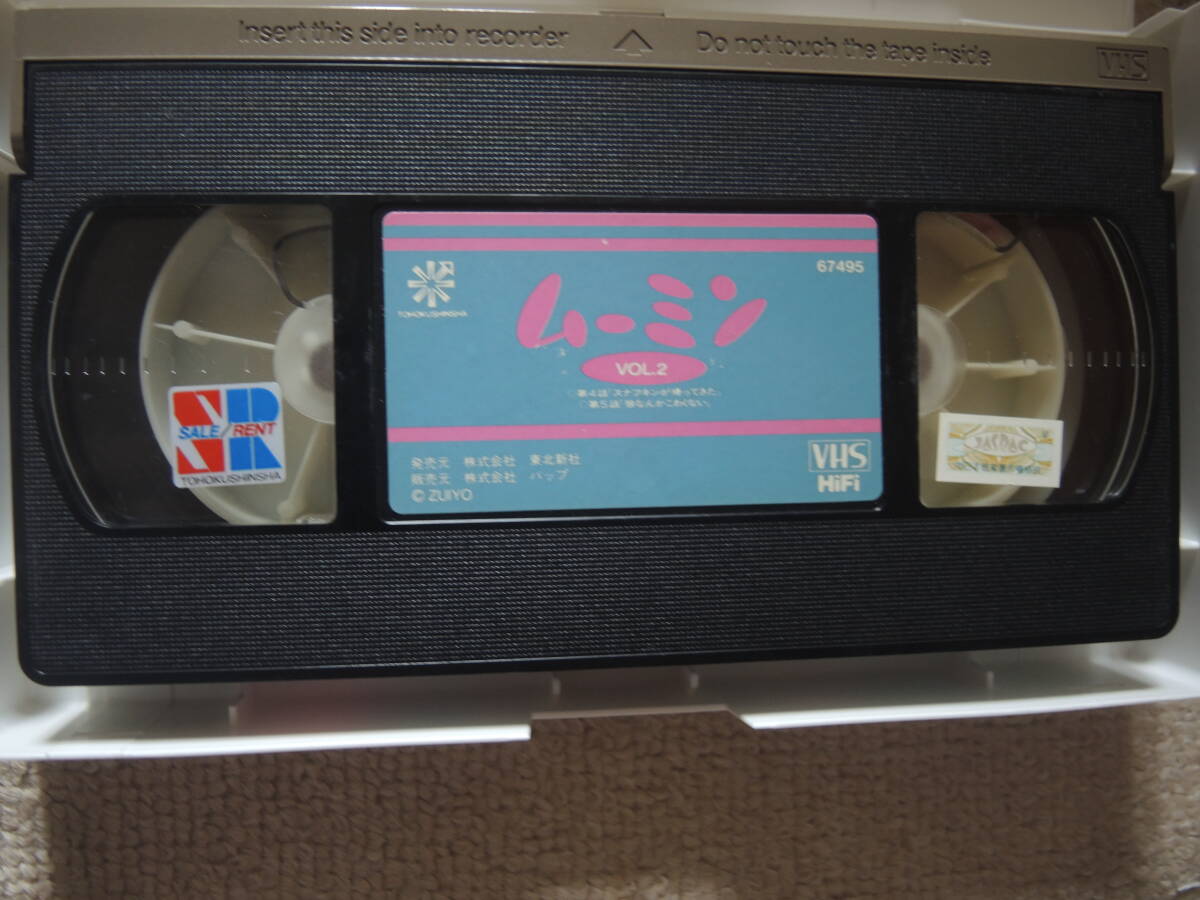 Insert this side into recorder
Do not touch the tape inside
VHS
67495
TOHOKUSHINSHA
ムーミン
VOL.2
◇第4話「スナフキンが帰ってきた」
◇第5話「顔なんかこわくない」
発売元 株式会社 東北新社
販売元 株式会社 バップ
© ZUIYO
VHS
HiFi
SALE/RENT
TOHOKUSHINSHA